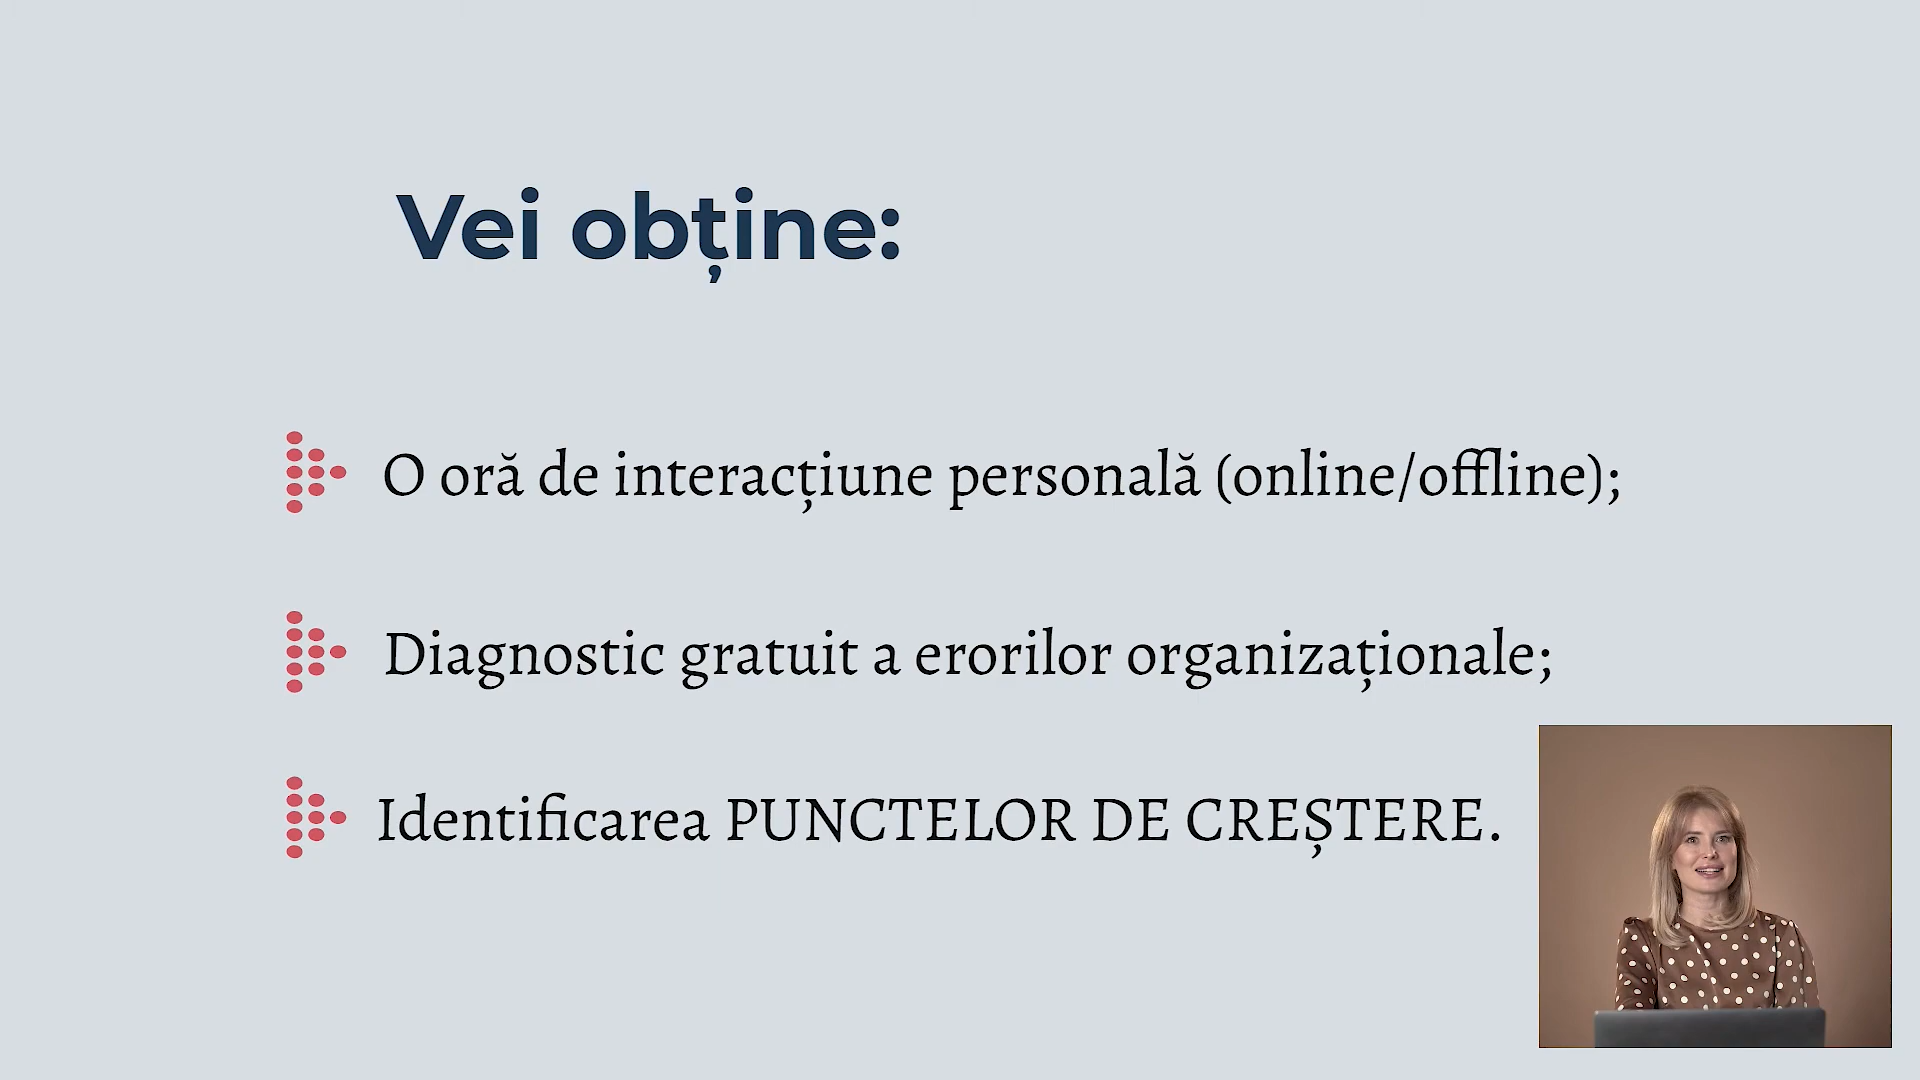 Vei obține:
O oră de interacțiune personală (online/offline);
Diagnostic gratuit a erorilor organizaționale;
Identificarea PUNCTELOR DE CREȘTERE.